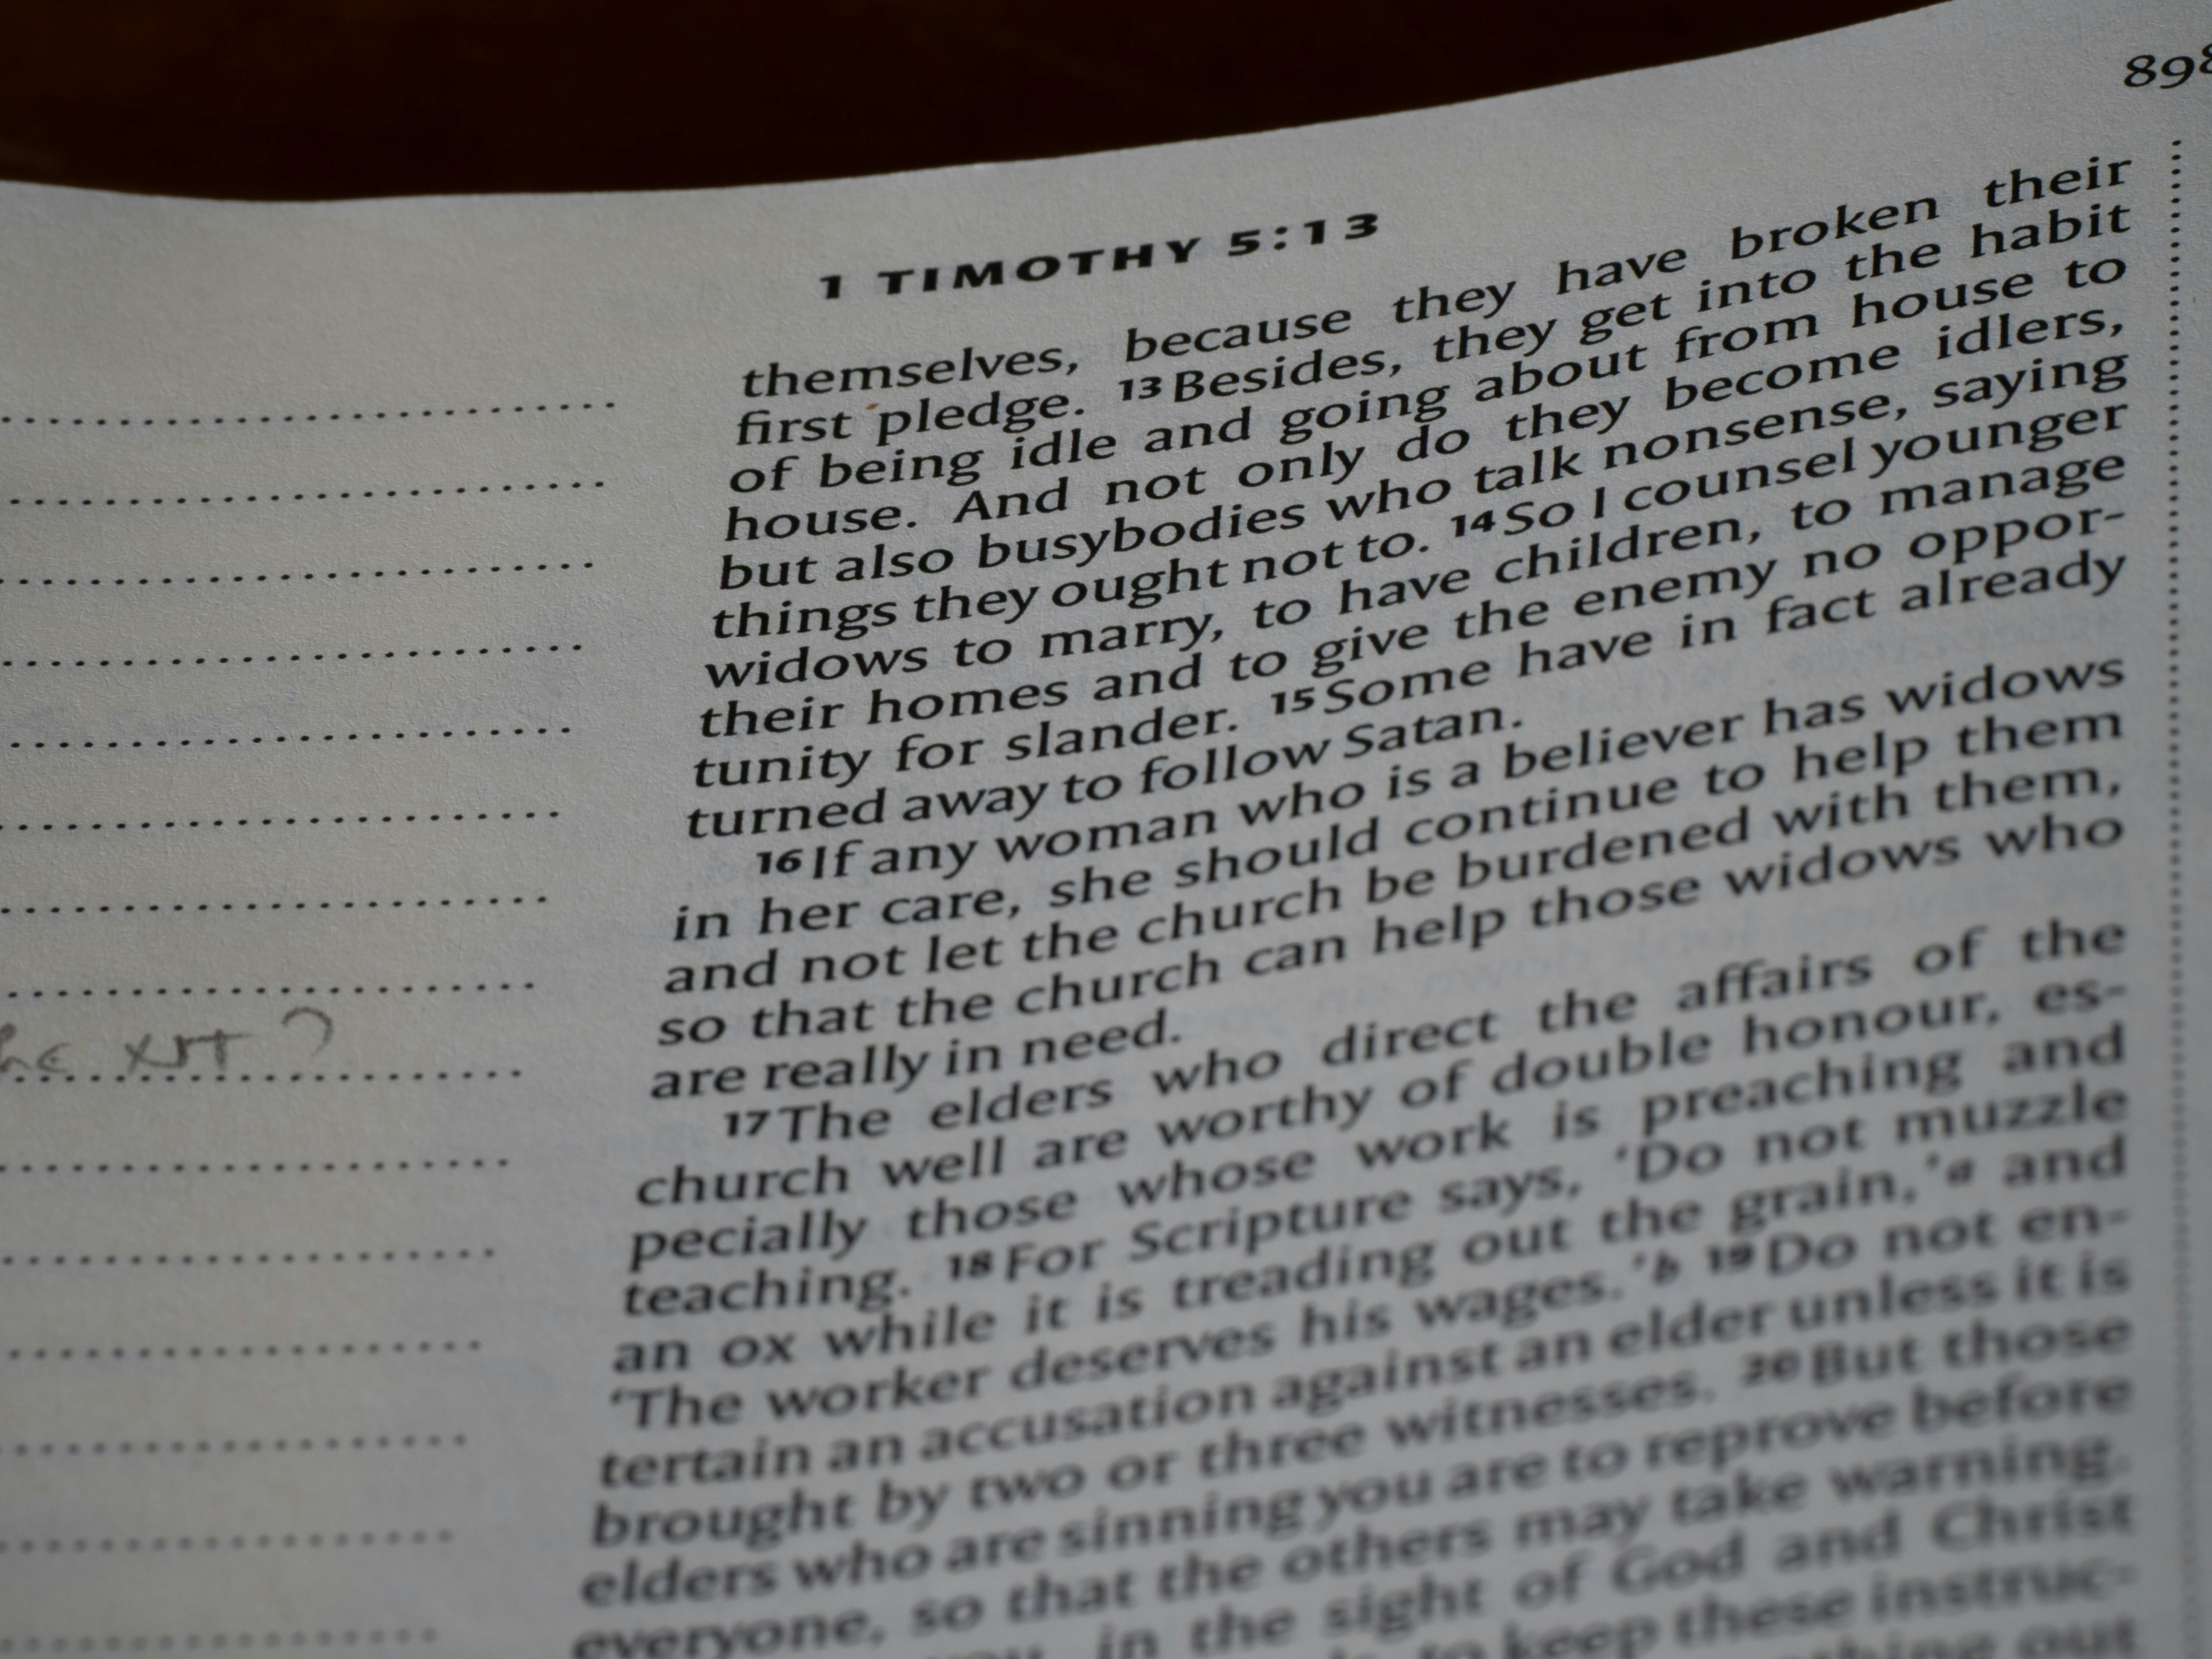 1 TIMOTHY 5:13
themselves, because they have broken their
first pledge. 13 Besides, they get into the habit
of being idle and going about from house to
house. And not only do they become idlers,
but also busybodies who talk nonsense, saying
things they ought not to. 14 So I counsel younger
widows to marry, to have children, to manage
their homes and to give the enemy no oppor-
tunity for slander. 15 Some have in fact already
turned away to follow Satan.
16 If any woman who is a believer has widows
in her care, she should continue to help them
and not let the church be burdened with them,
so that the church can help those widows who
are really in need.
17 The elders who direct the affairs of the
church well are worthy of double honour, es-
pecially those whose work is preaching and
teaching. 18 For Scripture says, ‘Do not muzzle
an ox while it is treading out the grain,’a and
‘The worker deserves his wages.’b 19 Do not en-
tertain an accusation against an elder unless it is
brought by two or three witnesses. 20 But those
elders who are sinning you are to reprove before
everyone, so that the others may take warning.
you in the sight of God and Christ
to keep these instruc-
out